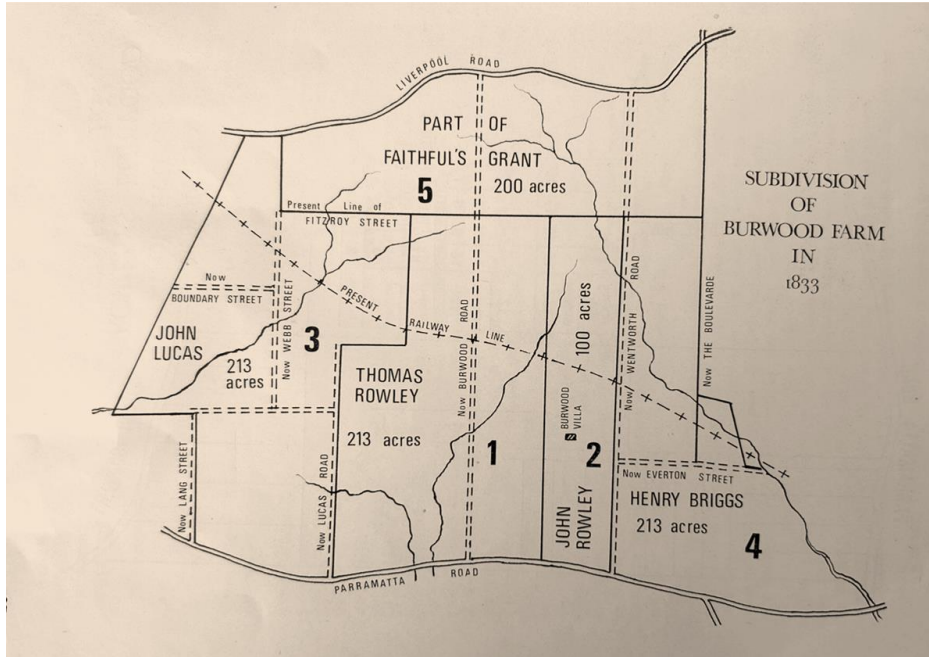 LIVERPOOL ROAD
PART OF
FAITHFUL'S GRANT
5
200 acres
SUBDIVISION
OF
BURWOOD FARM
IN
1833
Present Line of
FITZROY STREET
Now
BOUNDARY STREET
Now WEBB STREET
JOHN
LUCAS
213
acres
3
PRESENT RAILWAY LINE
THOMAS
ROWLEY
213 acres
Now BURWOOD ROAD
1
100 acres
BURWOOD
VILLA
2
JOHN
ROWLEY
Now WENTWORTH ROAD
Now THE BOULEVARDE
Now EVERTON STREET
HENRY BRIGGS
213 acres
4
Now LANG STREET
Now LUCAS ROAD
PARRAMATTA ROAD